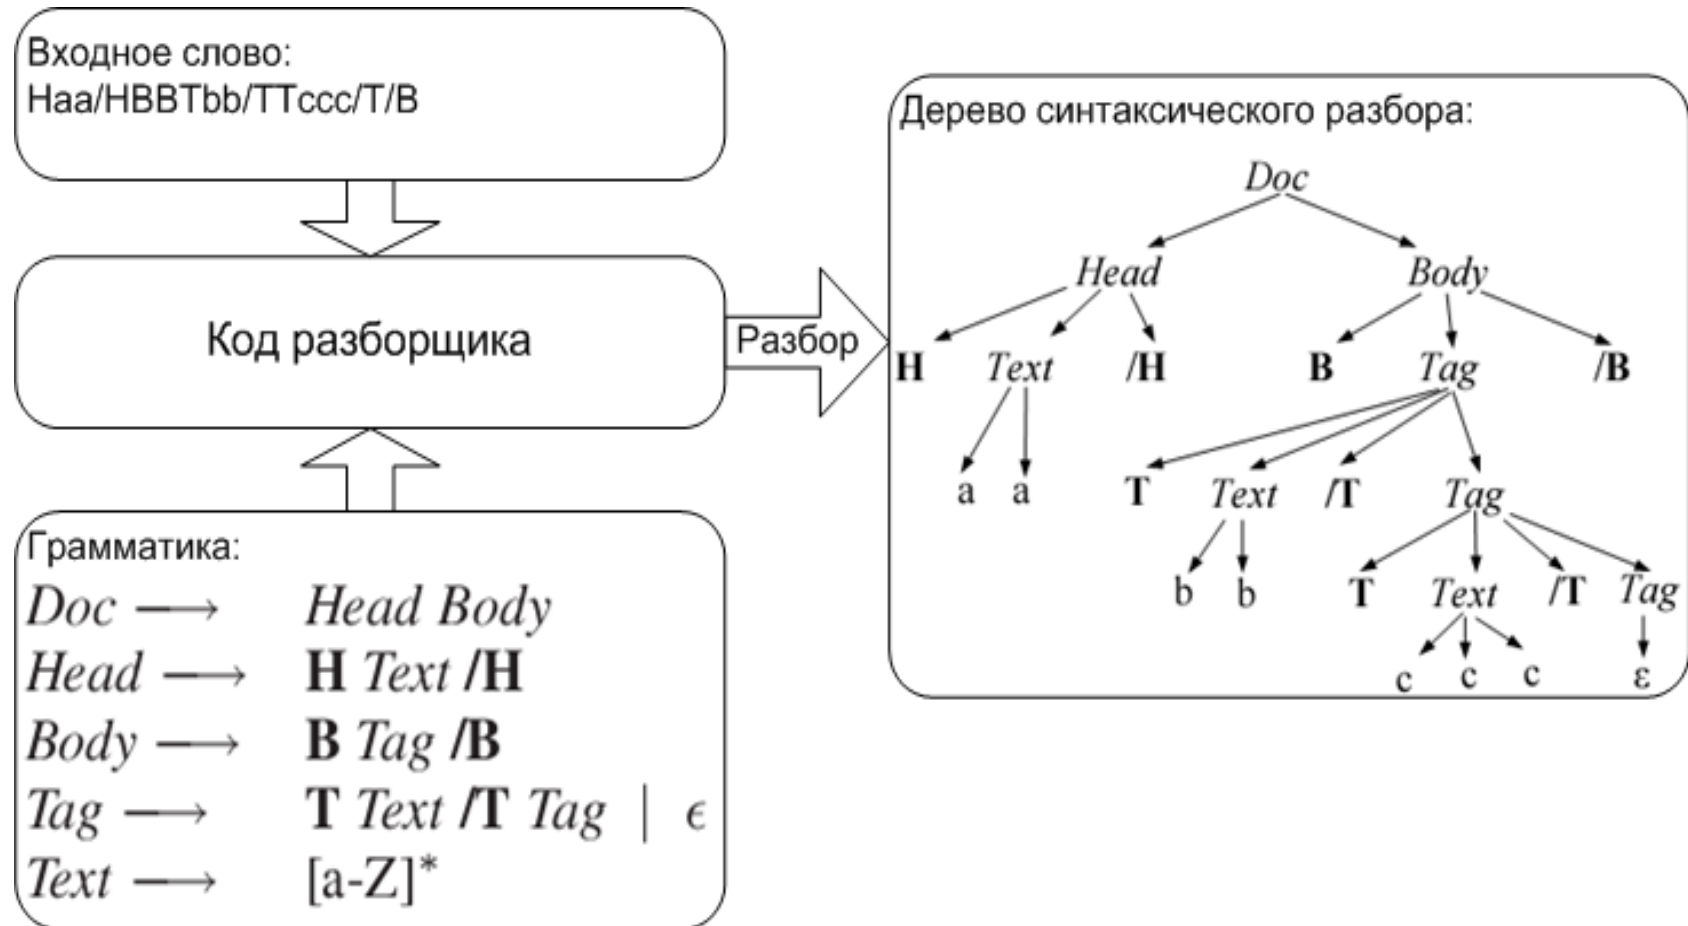 Входное слово:
Haa/HBBTbb/TTccc/T/B
Код разборщика
Разбор
Грамматика:
Doc ⟶ Head Body
Head ⟶ H Text /H
Body ⟶ B Tag /B
Tag ⟶ T Text /T Tag | ϵ
Text ⟶ [a-Z]*
Дерево синтаксического разбора:
Doc
Head Body
H Text /H B Tag /B
a a T Text /T Tag
b b T Text /T Tag
c c c ε